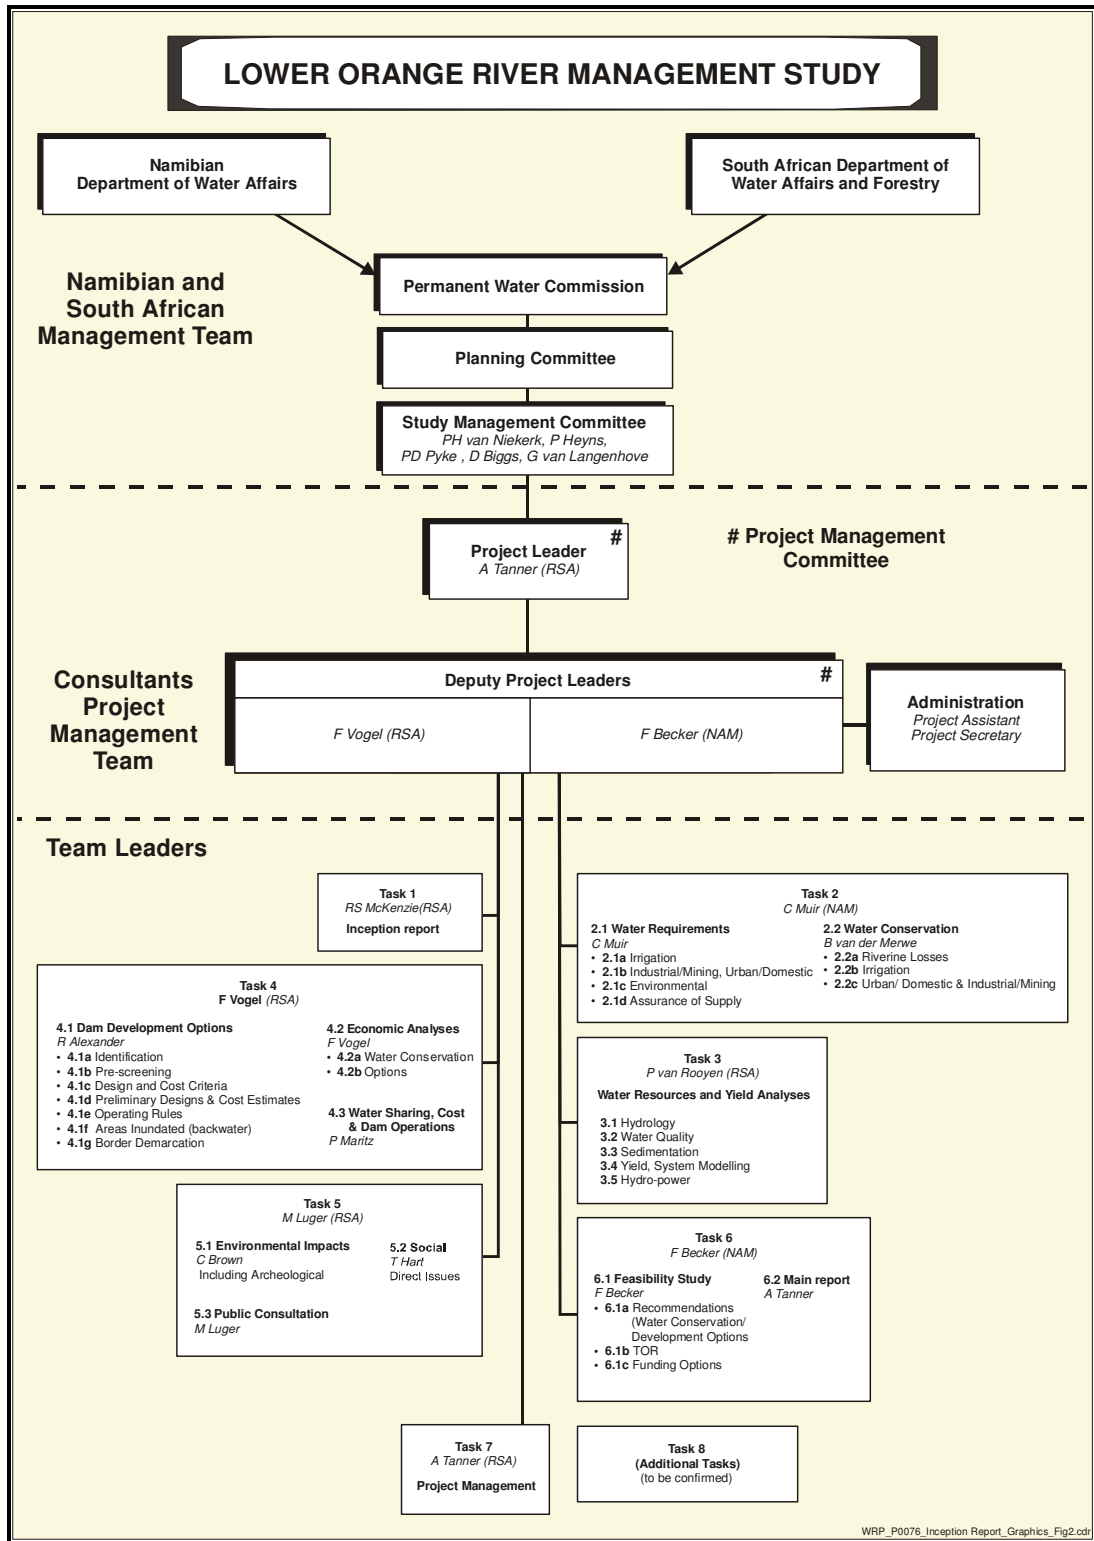 LOWER ORANGE RIVER MANAGEMENT STUDY
Namibian
Department of Water Affairs
South African Department of
Water Affairs and Forestry
Namibian and
South African
Management Team
Permanent Water Commission
Planning Committee
Study Management Committee
PH van Niekerk, P Heyns,
PD Pyke , D Biggs, G van Langenhove
Project Leader
#
A Tanner (RSA)
# Project Management
Committee
Consultants
Project
Management
Team
Deputy Project Leaders
#
F Vogel (RSA)
F Becker (NAM)
Administration
Project Assistant
Project Secretary
Team Leaders
Task 1
RS McKenzie(RSA)
Inception report
Task 2
C Muir (NAM)
2.1 Water Requirements
C Muir
• 2.1a Irrigation
• 2.1b Industrial/Mining, Urban/Domestic
• 2.1c Environmental
• 2.1d Assurance of Supply
2.2 Water Conservation
B van der Merwe
• 2.2a Riverine Losses
• 2.2b Irrigation
• 2.2c Urban/ Domestic & Industrial/Mining
Task 4
F Vogel (RSA)
4.1 Dam Development Options
R Alexander
• 4.1a Identification
• 4.1b Pre-screening
• 4.1c Design and Cost Criteria
• 4.1d Preliminary Designs & Cost Estimates
• 4.1e Operating Rules
• 4.1f Areas Inundated (backwater)
• 4.1g Border Demarcation
4.2 Economic Analyses
F Vogel
• 4.2a Water Conservation
• 4.2b Options
4.3 Water Sharing, Cost
& Dam Operations
P Maritz
Task 3
P van Rooyen (RSA)
Water Resources and Yield Analyses
3.1 Hydrology
3.2 Water Quality
3.3 Sedimentation
3.4 Yield, System Modelling
3.5 Hydro-power
Task 5
M Luger (RSA)
5.1 Environmental Impacts
C Brown
Including Archeological
5.2 Social
T Hart
Direct Issues
5.3 Public Consultation
M Luger
Task 6
F Becker (NAM)
6.1 Feasibility Study
F Becker
• 6.1a Recommendations
(Water Conservation/
Development Options
• 6.1b TOR
• 6.1c Funding Options
6.2 Main report
A Tanner
Task 7
A Tanner (RSA)
Project Management
Task 8
(Additional Tasks)
(to be confirmed)
WRP_P0076_Inception Report_Graphics_Fig2.cdr